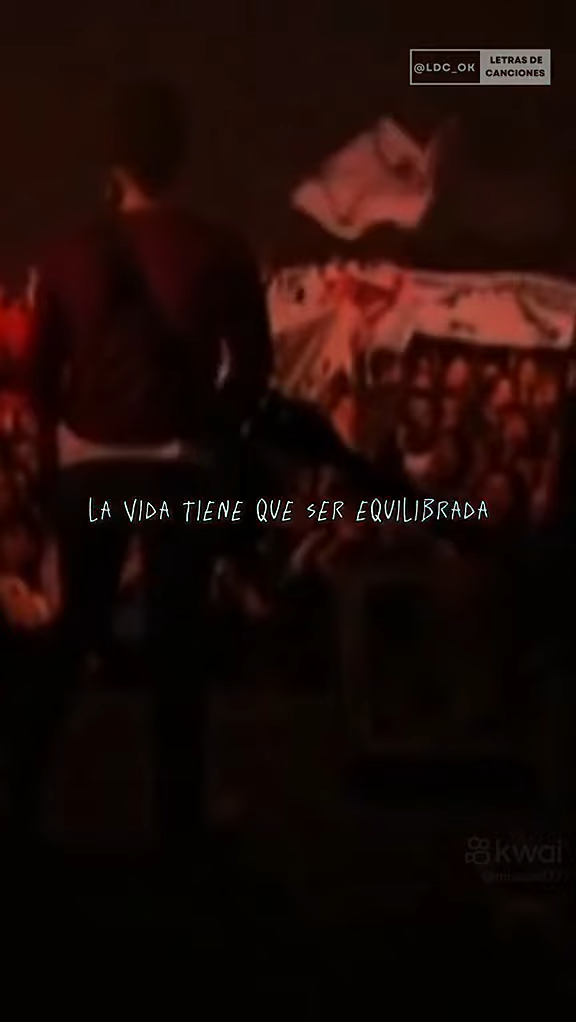 @LDC_OK
LETRAS DE
CANCIONES
LA VIDA TIENE QUE SER EQUILIBRADA
kwai